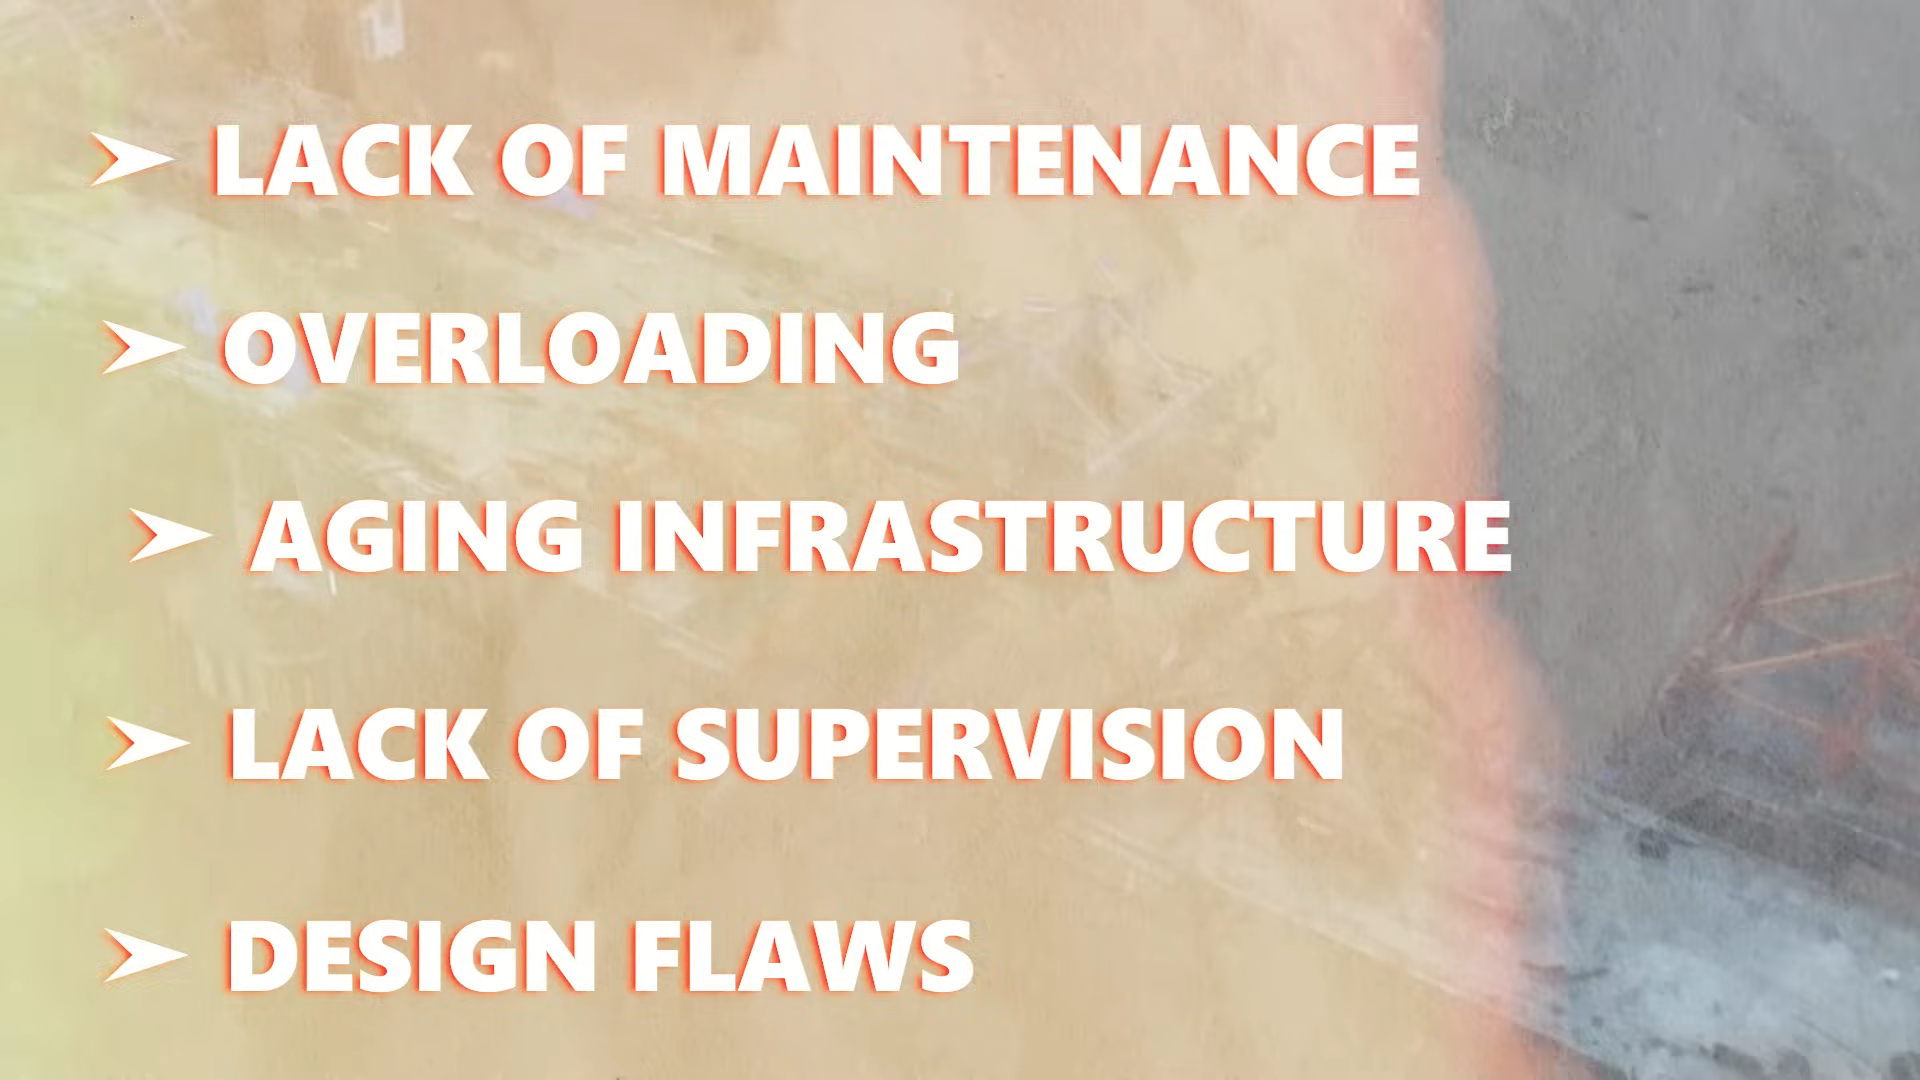 ➤ LACK OF MAINTENANCE
➤ OVERLOADING
➤ AGING INFRASTRUCTURE
➤ LACK OF SUPERVISION
➤ DESIGN FLAWS